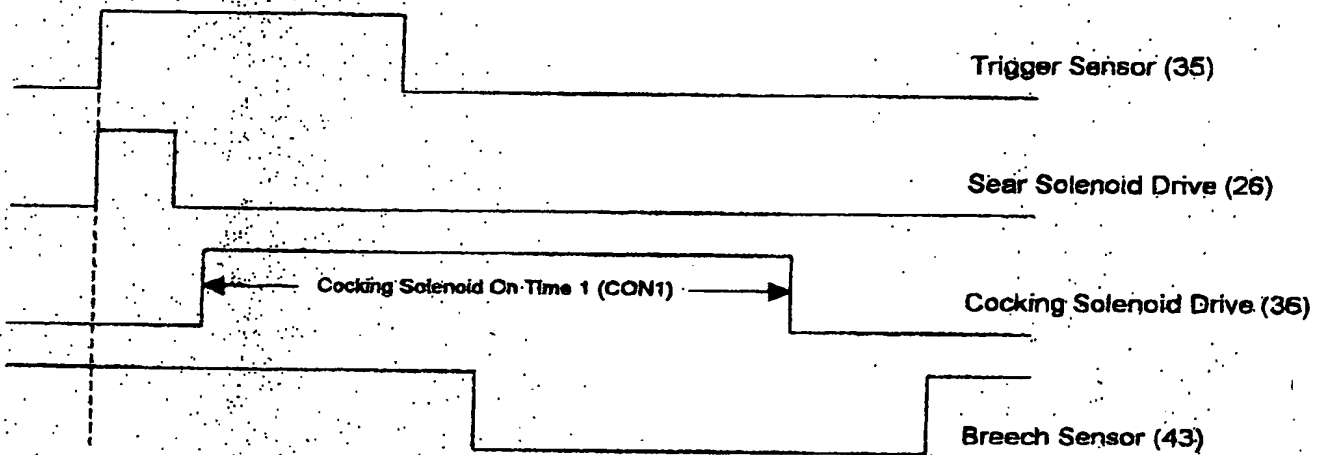 Trigger Sensor (35)
Sear Solenoid Drive (26)
Cocking Solenoid On Time 1 (CON1)
Cocking Solenoid Drive (36)
Breech Sensor (43)